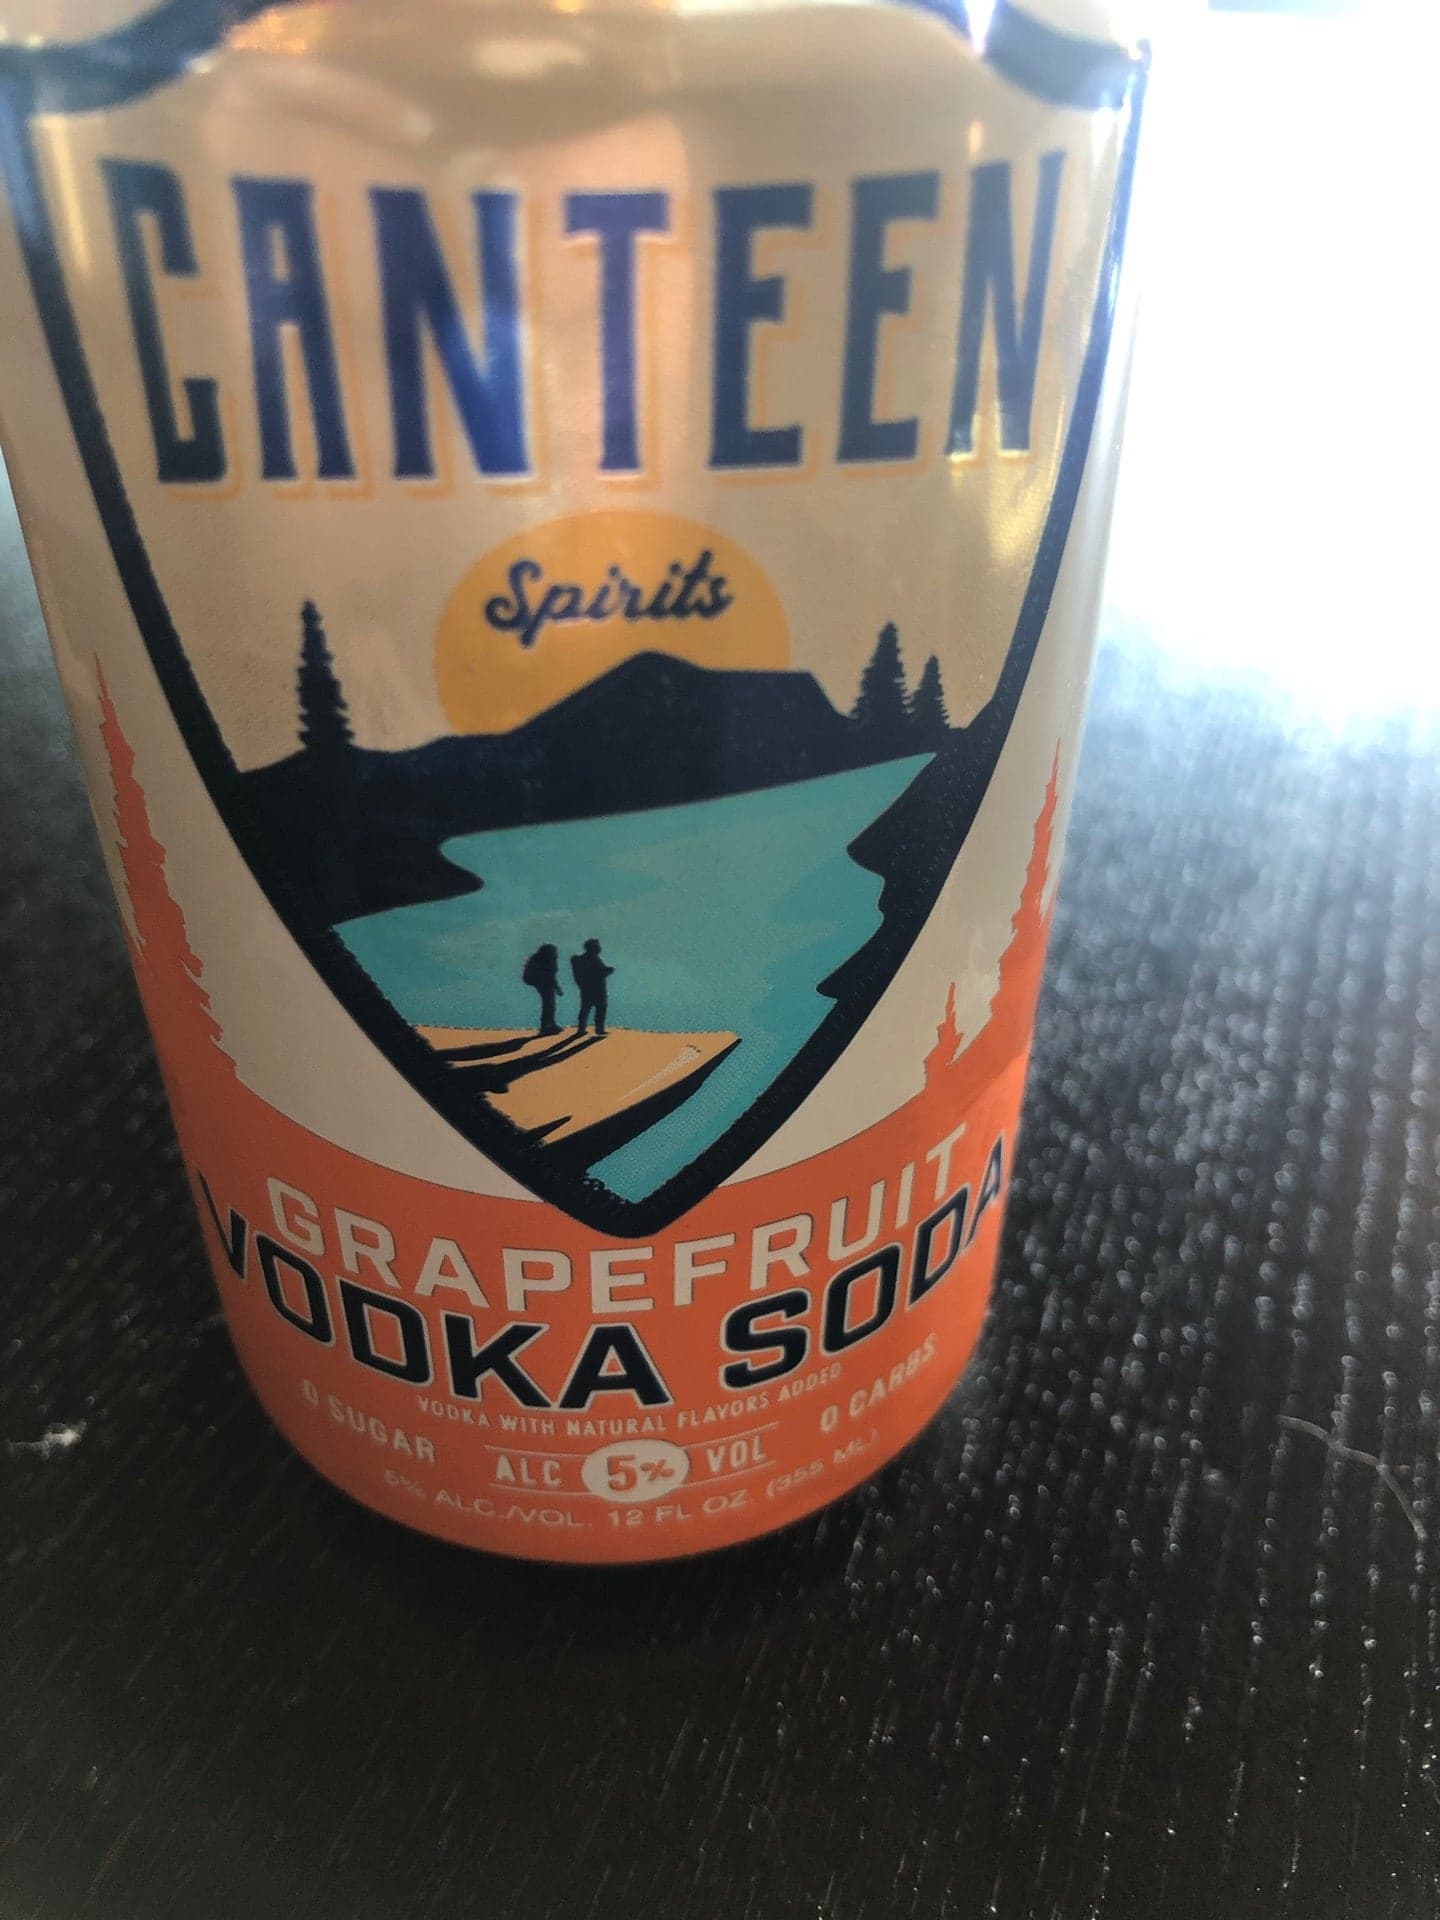 CANTEEN
Spirits
GRAPEFRUIT
VODKA SODA
VODKA WITH NATURAL FLAVORS ADDED
0 SUGAR
ALC 5% VOL
0 CARBS
5% ALC./VOL. 12 FL OZ. (355 ML)